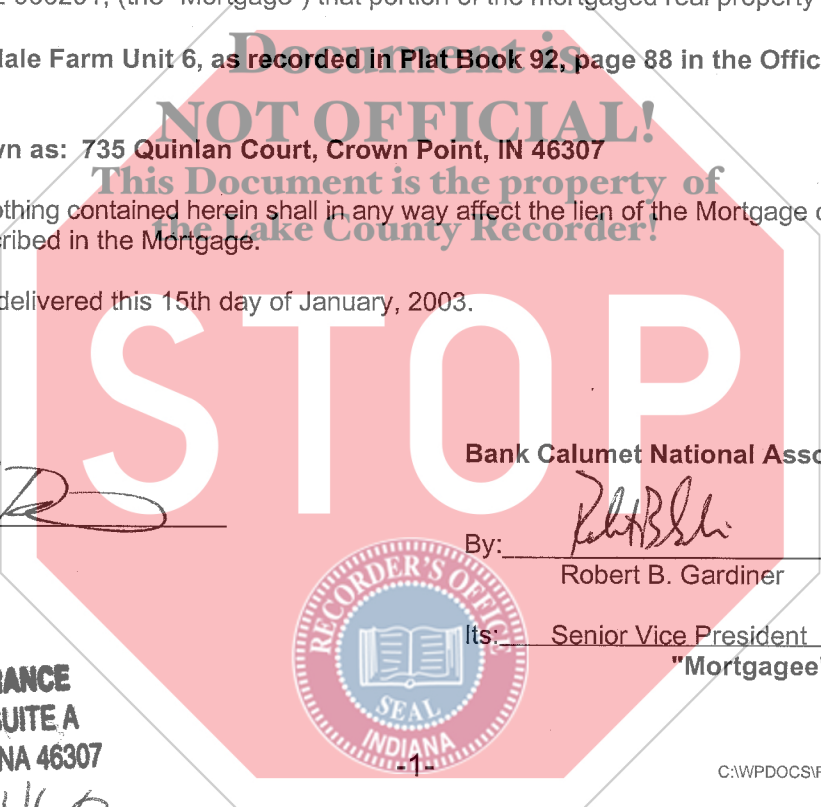 (the "Mortgage") that portion of the mortgaged real property
dale Farm Unit 6, as recorded in Plat Book 92, page 88 in the Offic
Document is
NOT OFFICIAL!
This Document is the property of
the Lake County Recorder!
wn as: 735 Quinlan Court, Crown Point, IN 46307
othing contained herein shall in any way affect the lien of the Mortgage
cribed in the Mortgage.
delivered this 15th day of January, 2003.
STOP
Bank Calumet National Asso
By:
Robert B. Gardiner
Its: Senior Vice President
"Mortgagee"
RECORDER'S OFFICE
SEAL
INDIANA
RANCE
SUITE A
NA 46307
-1-
C:\WPDOCS\